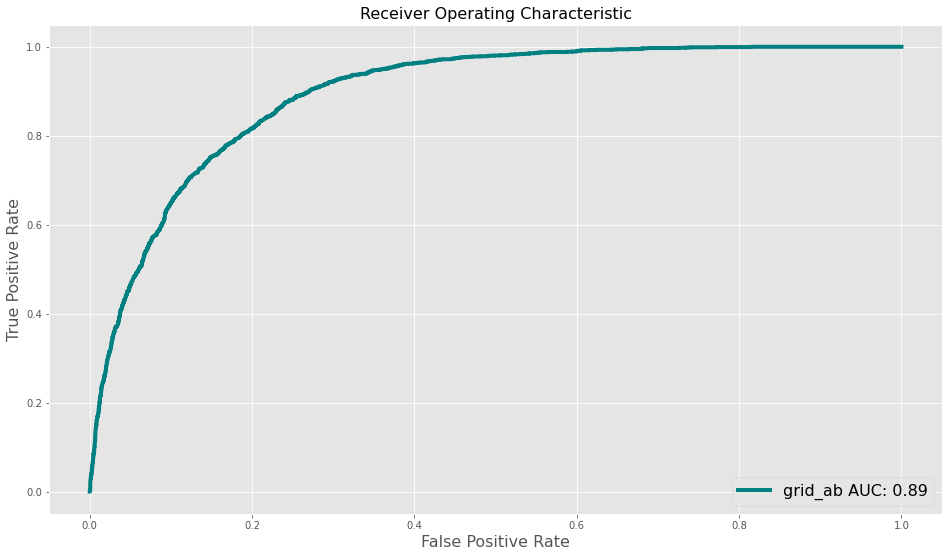 Receiver Operating Characteristic
True Positive Rate
1.0
0.8
0.6
0.4
0.2
0.0
0.0 0.2 0.4 0.6 0.8 1.0
False Positive Rate
grid_ab AUC: 0.89